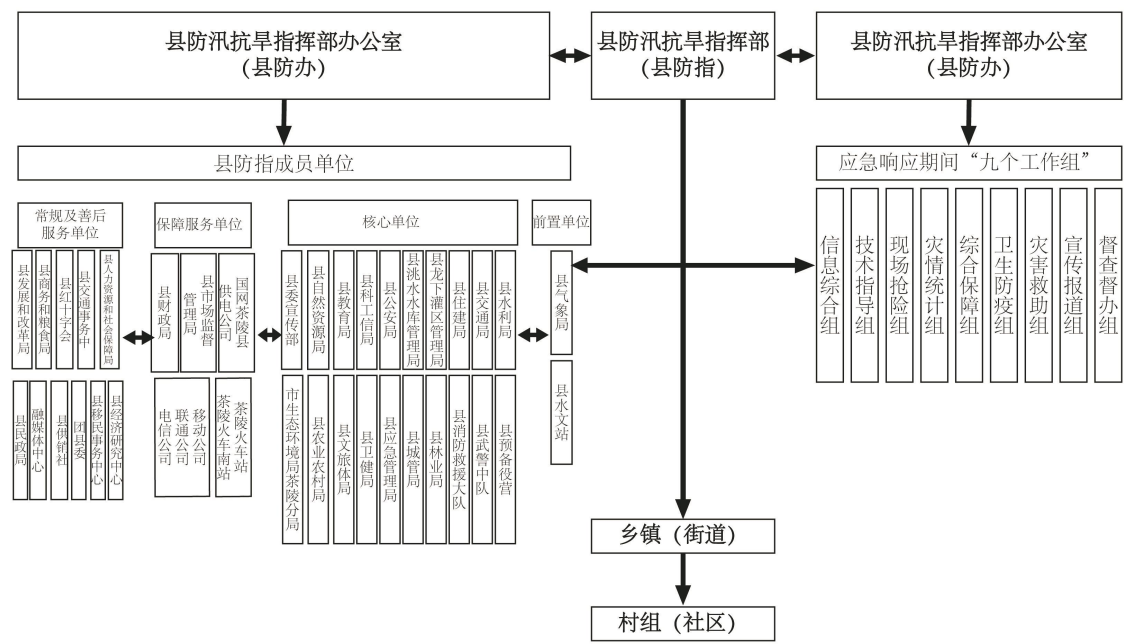 县防汛抗旱指挥部办公室
(县防办)
县防汛抗旱指挥部
(县防指)
县防汛抗旱指挥部办公室
(县防办)
县防指成员单位
应急响应期间“九个工作组”
常规及善后
服务单位
保障服务单位
核心单位
前置单位
县发展和改革局
县商务和粮食局
县红十字会
县交通事务中
县人力资源和社会保障局
县财政局
县市场监督
管理局
国网茶陵县
供电公司
县委宣传部
县自然资源局
县教育局
县科工信局
县公安局
县洮水水库管理局
县龙下灌区管理局
县住建局
县交通局
县水利局
县气象局
信息综合组
技术指导组
现场抢险组
灾情统计组
综合保障组
卫生防疫组
灾害救助组
宣传报道组
督查督办组
县民政局
融媒体中心
县供销社
团县委
县移民事务中心
县经济研究中心
电信公司
联通公司
移动公司
茶陵火车南站
茶陵火车站
市生态环境局茶陵分局
县农业农村局
县文旅体局
县卫健局
县应急管理局
县城管局
县林业局
县消防救援大队
县武警中队
县预备役营
县水文站
乡镇（街道）
村组（社区）